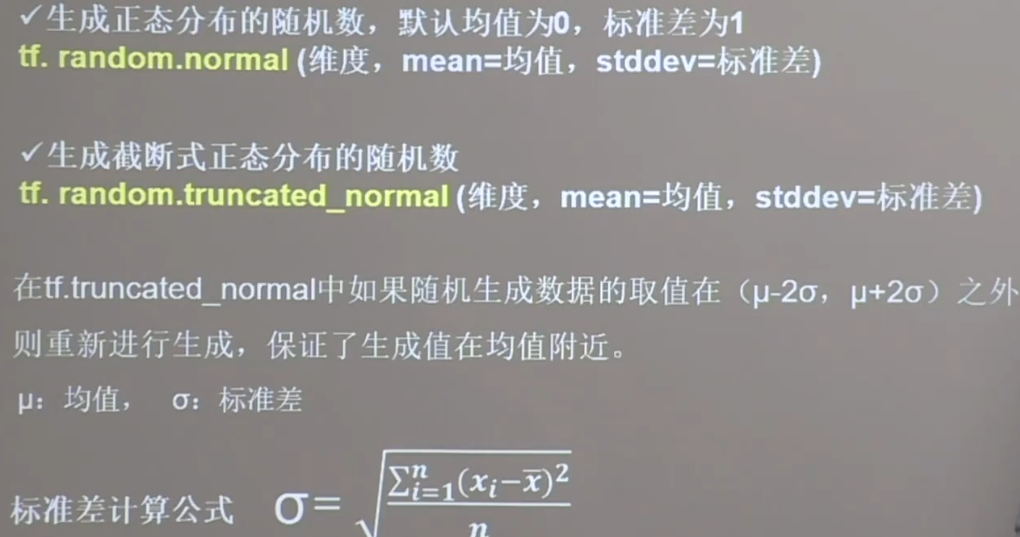 ✓生成正态分布的随机数，默认均值为0，标准差为1
tf. random.normal (维度，mean=均值，stddev=标准差)
✓生成截断式正态分布的随机数
tf. random.truncated_normal (维度，mean=均值，stddev=标准差)
在tf.truncated_normal中如果随机生成数据的取值在（μ-2σ，μ+2σ）之外
则重新进行生成，保证了生成值在均值附近。
μ：均值， σ：标准差
标准差计算公式 σ= √(∑ⁿᵢ₌₁(xᵢ−x̄)²/n)